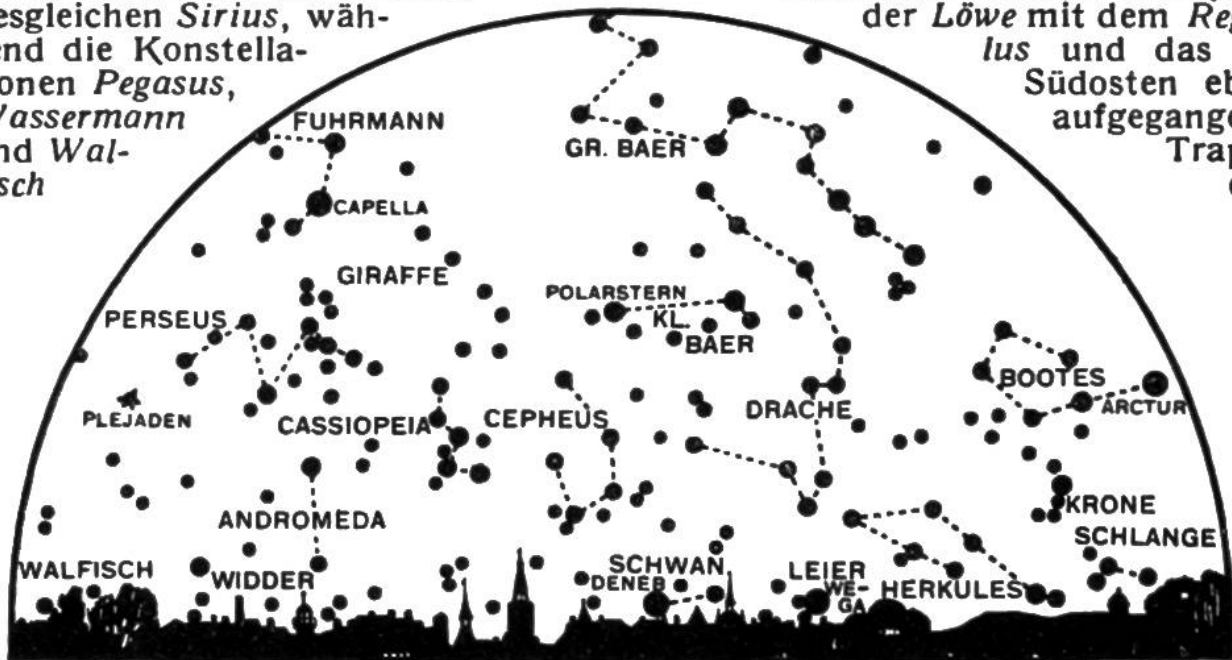 esgleichen Sirius, wäh-
end die Konstella-
onen Pegasus,
assermann
nd Wal-
sch
der Löwe mit dem Re
lus und das
Südosten eb
aufgegange
Tra
FUHRMANN
GR. BAER
CAPELLA
GIRAFFE
POLARSTERN
PERSEUS
KL.
BAER
BOOTES
PLEJADEN
CASSIOPEIA
CEPHEUS
DRACHE
ARCTUR
ANDROMEDA
KRONE
SCHLANGE
WALFISCH
WIDDER
SCHWAN
DENEB
LEIER
WE-
GA
HERKULES